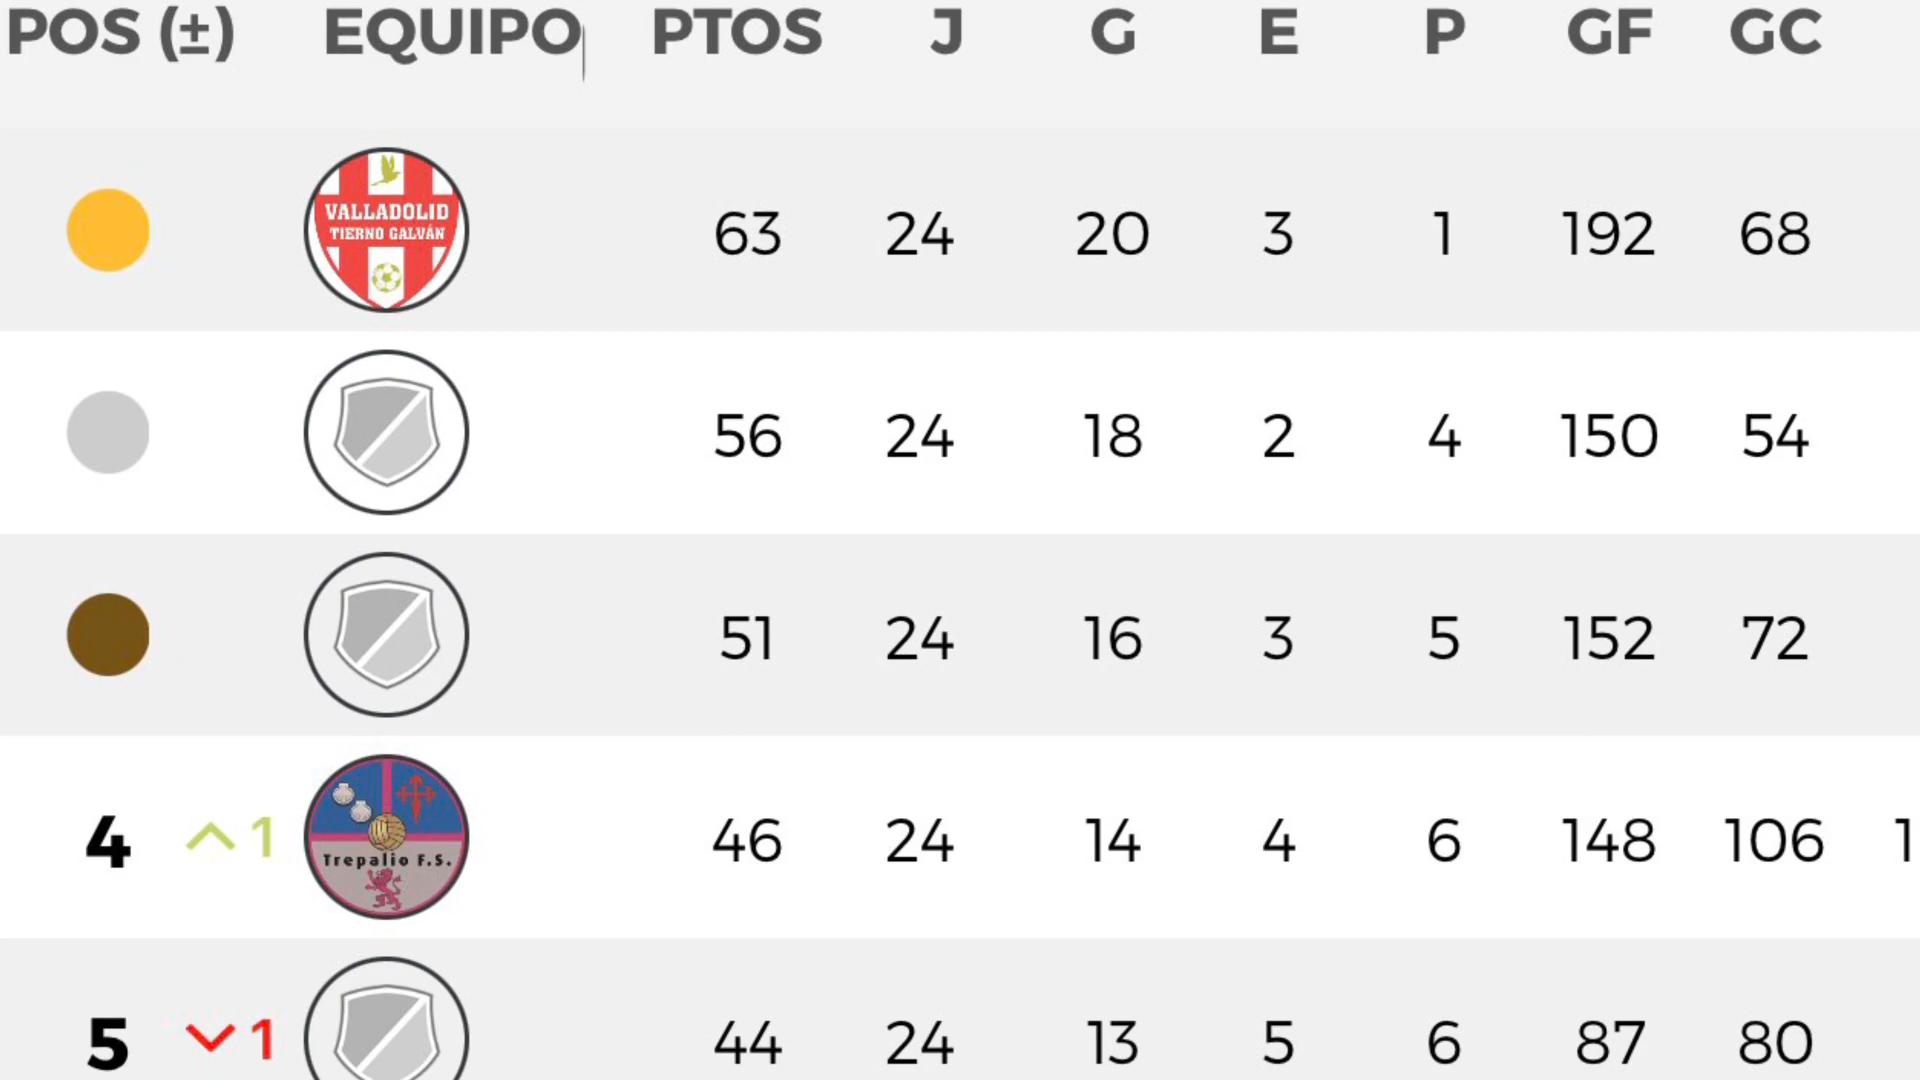 POS (±) EQUIPO PTOS J G E P GF GC
VALLADOLID
TIERNO GALVÁN
63 24 20 3 1 192 68
56 24 18 2 4 150 54
51 24 16 3 5 152 72
4 1 46 24 14 4 6 148 106 1
Trepalio F.S.
5 1 44 24 13 5 6 87 80